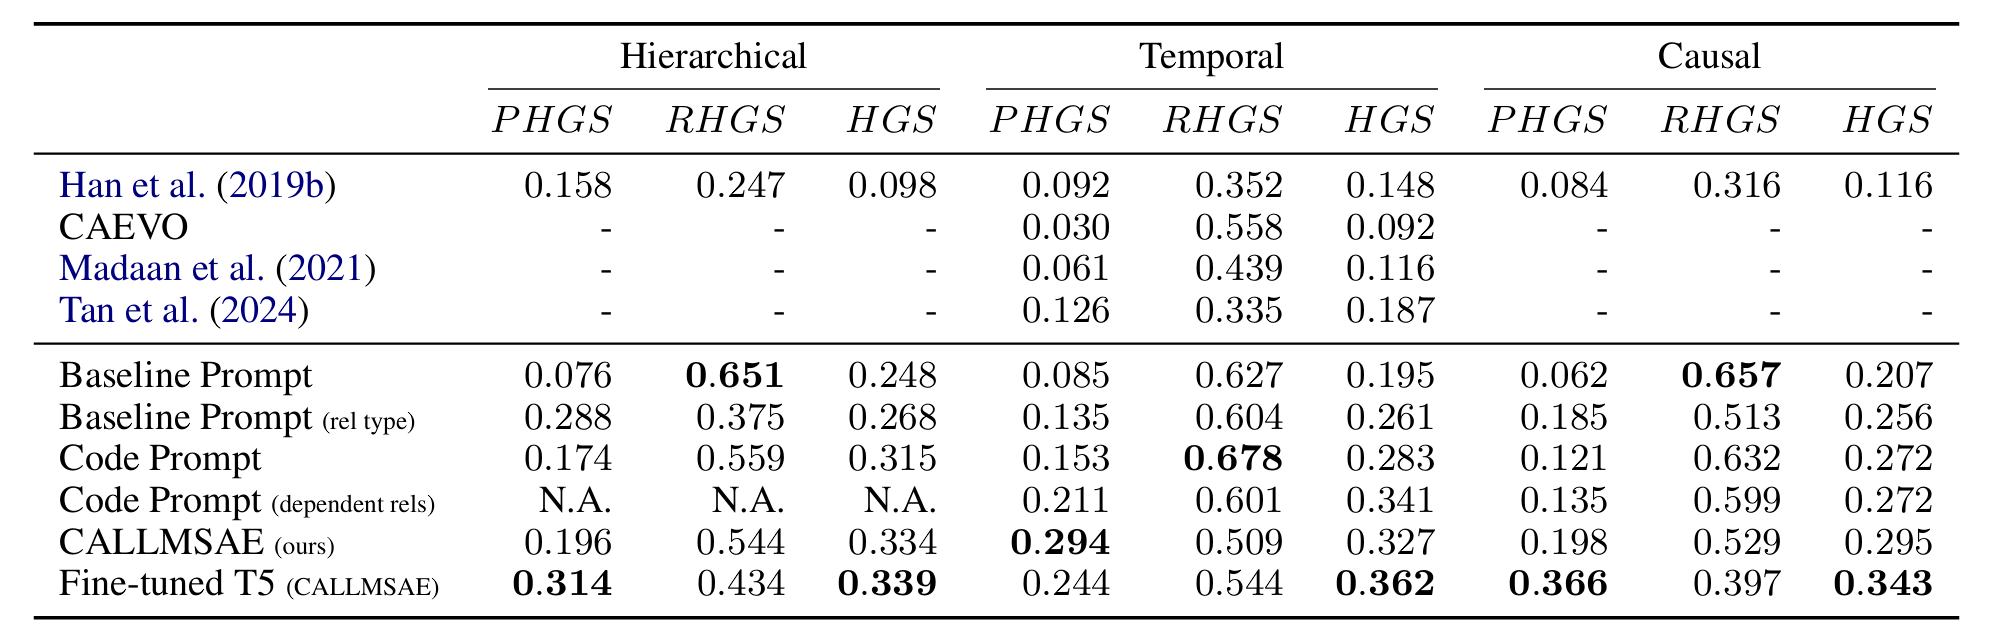 Hierarchical Temporal Causal
PHGS RHGS HGS PHGS RHGS HGS PHGS RHGS HGS
Han et al. (2019b) 0.158 0.247 0.098 0.092 0.352 0.148 0.084 0.316 0.116
CAEVO - - - 0.030 0.558 0.092 - - -
Madaan et al. (2021) - - - 0.061 0.439 0.116 - - -
Tan et al. (2024) - - - 0.126 0.335 0.187 - - -
Baseline Prompt 0.076 0.651 0.248 0.085 0.627 0.195 0.062 0.657 0.207
Baseline Prompt (rel type) 0.288 0.375 0.268 0.135 0.604 0.261 0.185 0.513 0.256
Code Prompt 0.174 0.559 0.315 0.153 0.678 0.283 0.121 0.632 0.272
Code Prompt (dependent rels) N.A. N.A. N.A. 0.211 0.601 0.341 0.135 0.599 0.272
CALLMSAE (ours) 0.196 0.544 0.334 0.294 0.509 0.327 0.198 0.529 0.295
Fine-tuned T5 (CALLMSAE) 0.314 0.434 0.339 0.244 0.544 0.362 0.366 0.397 0.343